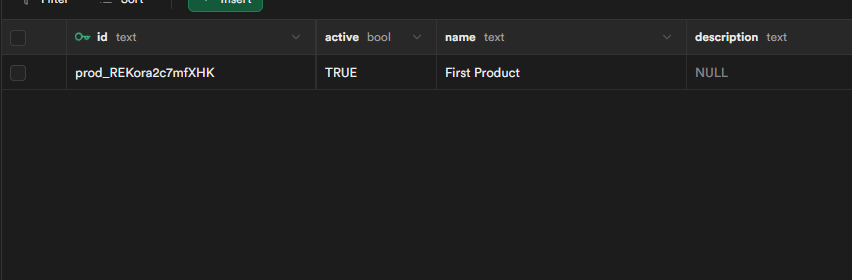 Filter Sort Insert
id text active bool name text description text
prod_REKora2c7mfXHK TRUE First Product NULL